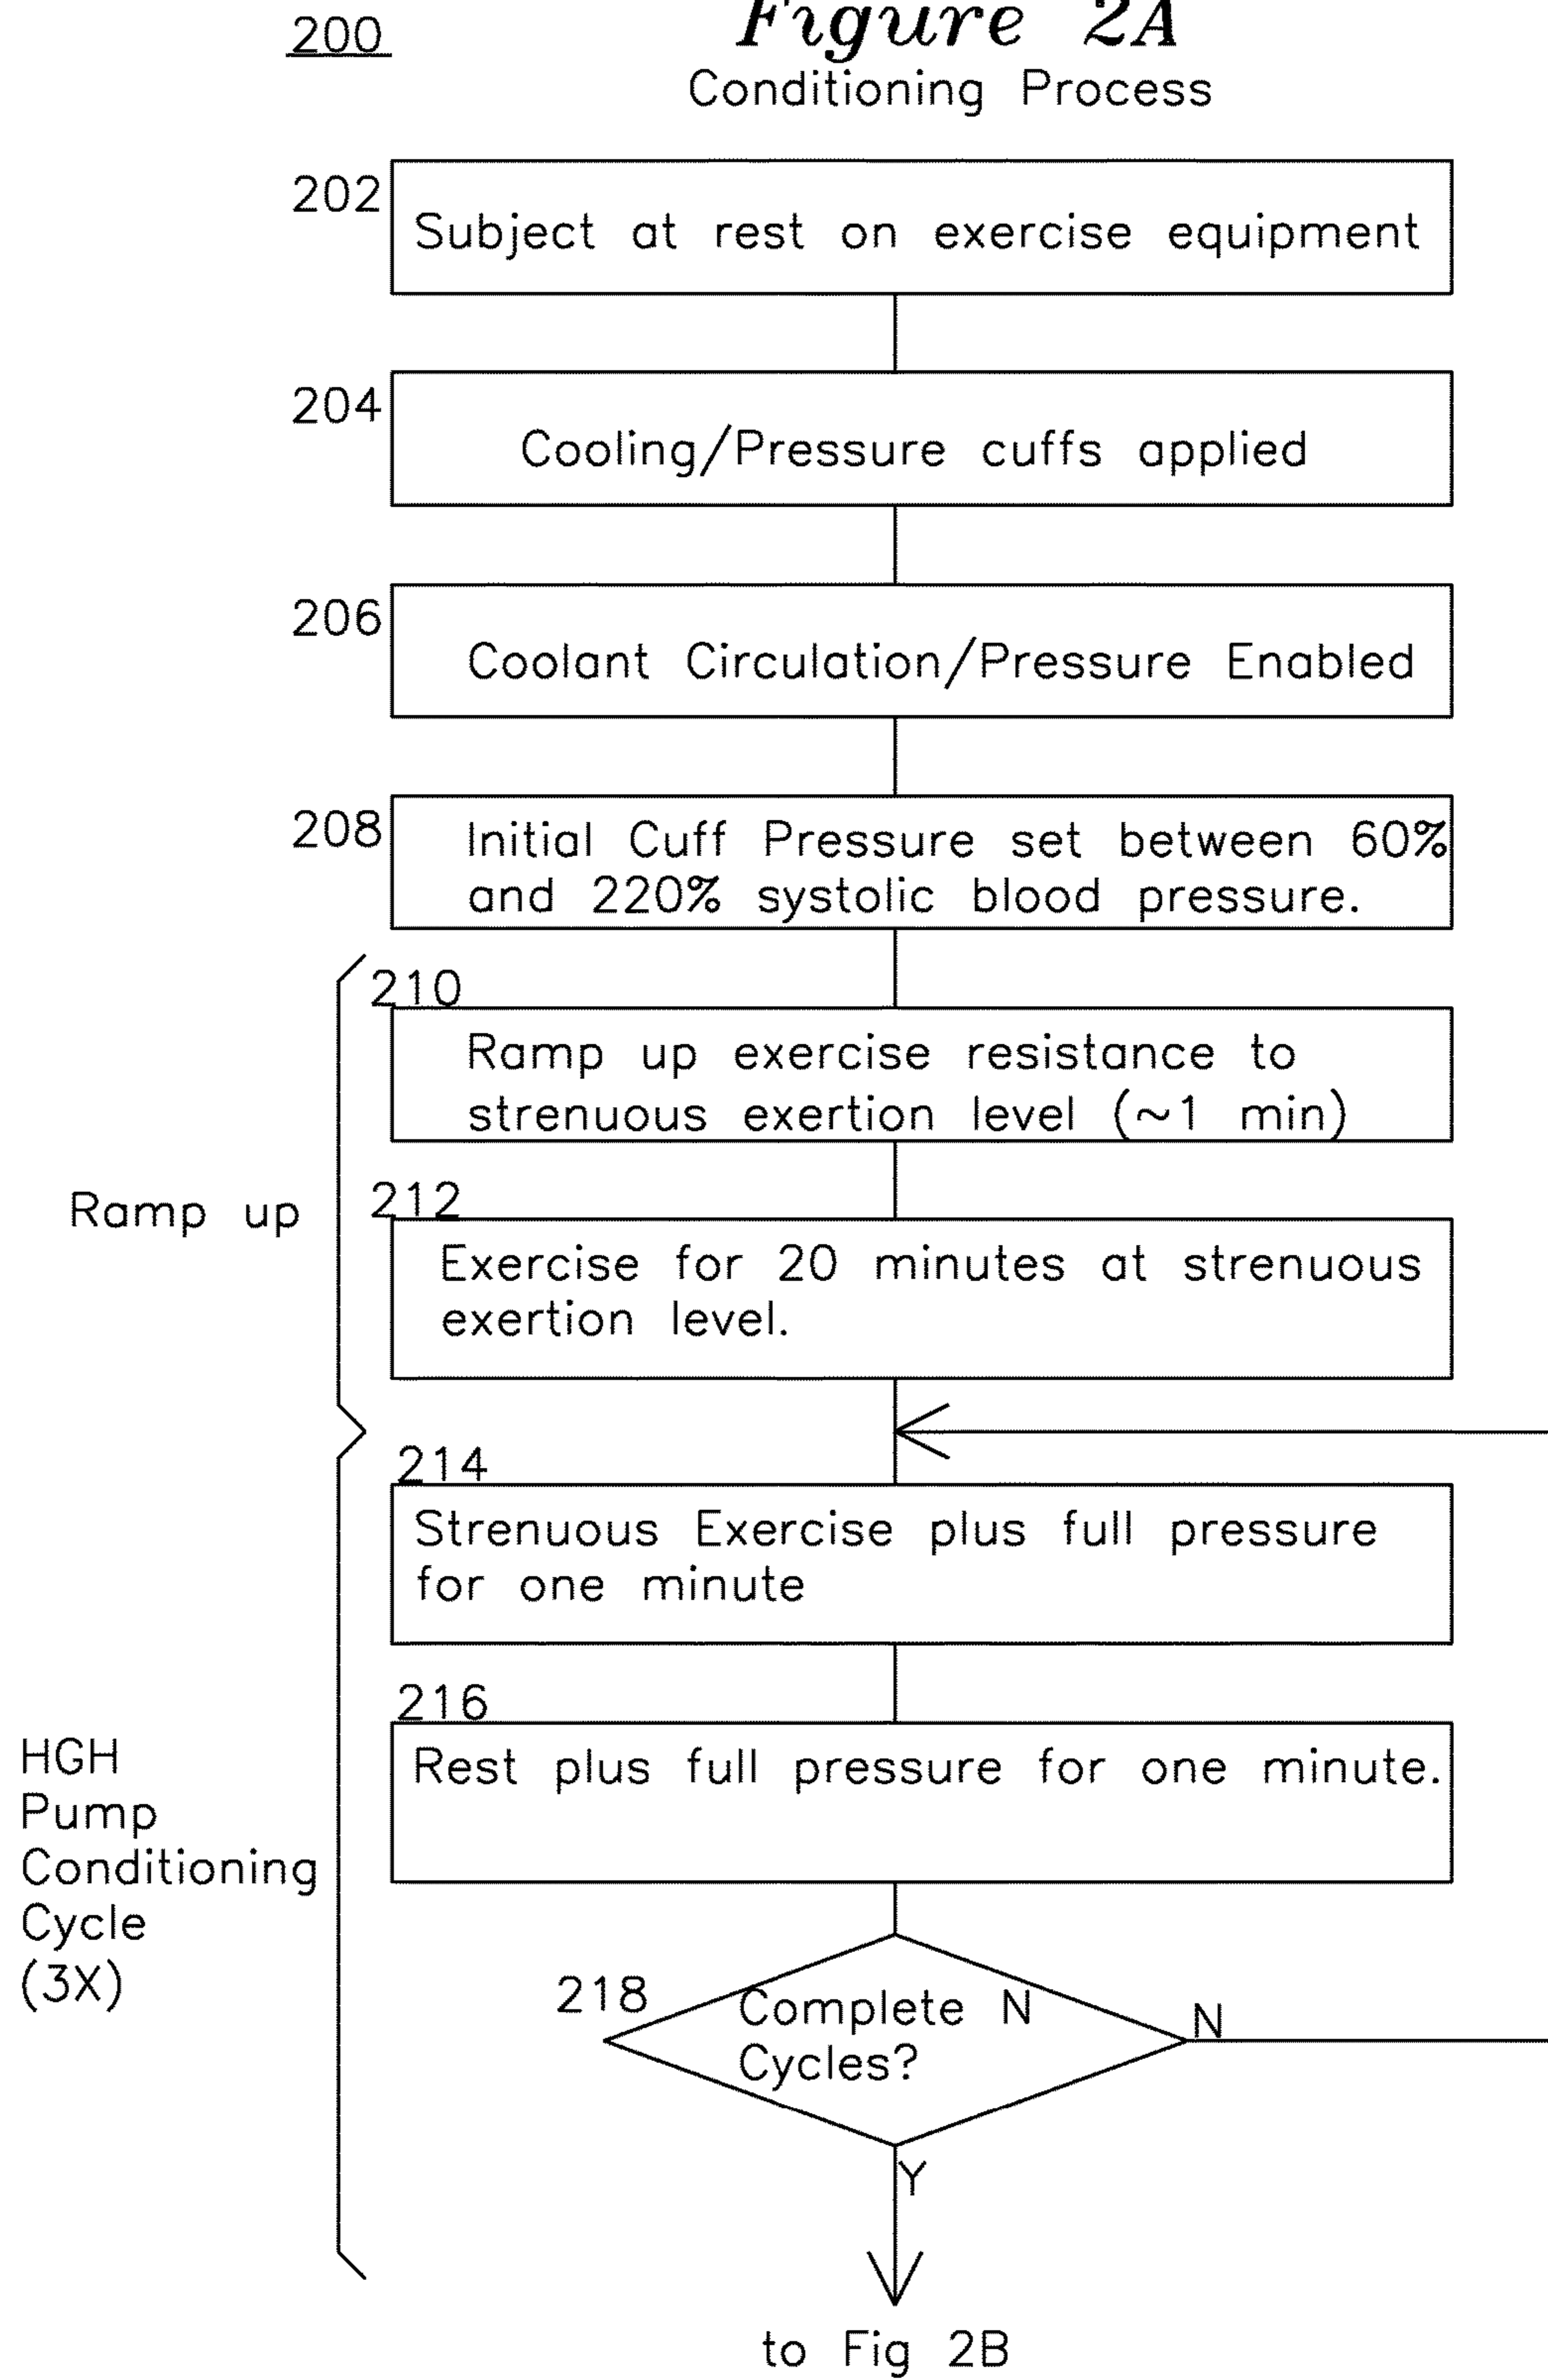 200
Figure 2A
Conditioning Process
202
Subject at rest on exercise equipment
204
Cooling/Pressure cuffs applied
206
Coolant Circulation/Pressure Enabled
208
Initial Cuff Pressure set between 60%
and 220% systolic blood pressure.
210
Ramp up exercise resistance to
strenuous exertion level (~1 min)
Ramp up
212
Exercise for 20 minutes at strenuous
exertion level.
214
Strenuous Exercise plus full pressure
for one minute
216
Rest plus full pressure for one minute.
HGH
Pump
Conditioning
Cycle
(3X)
218
Complete N
Cycles?
N
Y
to Fig 2B